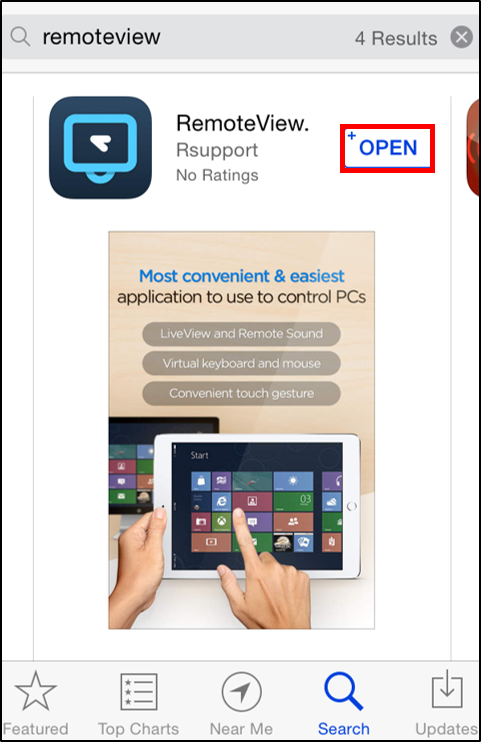 remoteview
4 Results
RemoteView.
Rsupport
No Ratings
+OPEN
Most convenient & easiest
application to use to control PCs
LiveView and Remote Sound
Virtual keyboard and mouse
Convenient touch gesture
Start
03
Featured
Top Charts
Near Me
Search
Updates